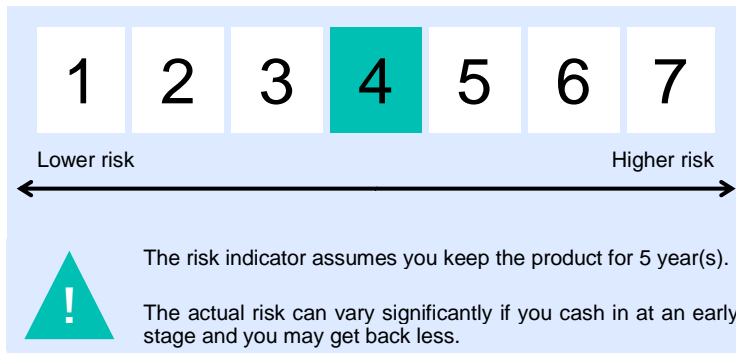 1 2 3 4 5 6 7
Lower risk Higher risk
The risk indicator assumes you keep the product for 5 year(s).
!
The actual risk can vary significantly if you cash in at an early
stage and you may get back less.